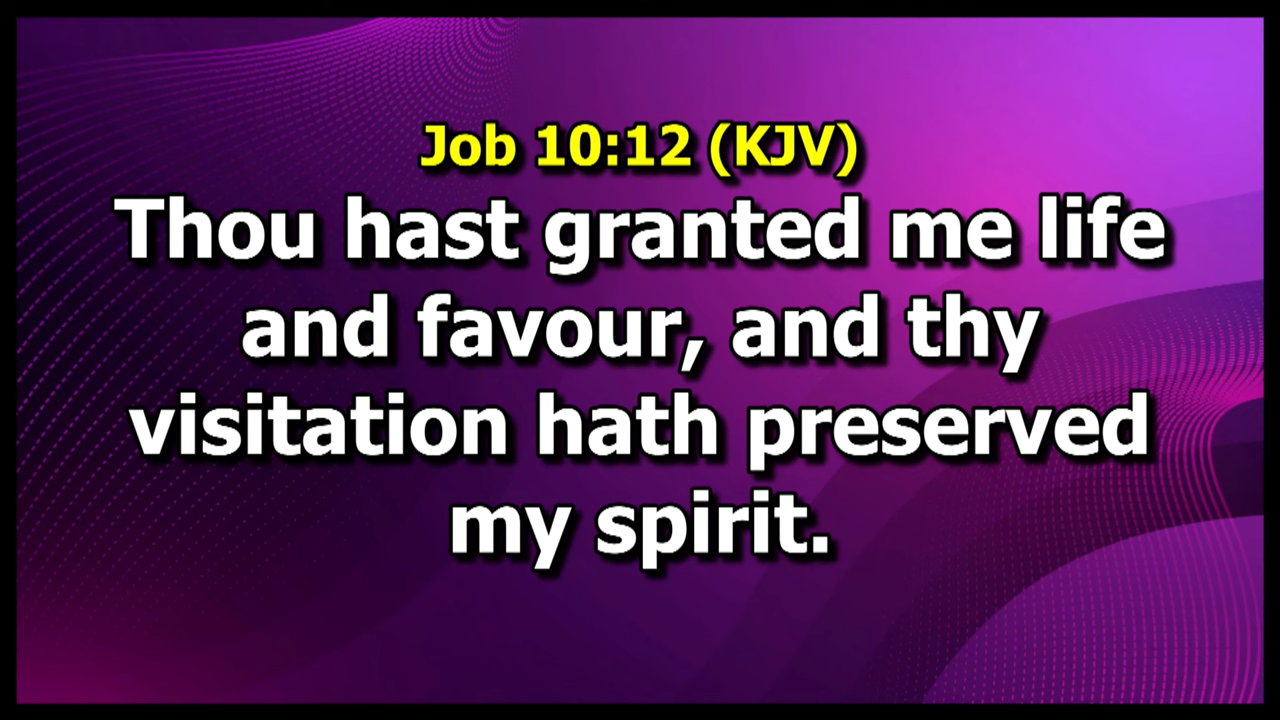 Job 10:12 (KJV)
Thou hast granted me life
and favour, and thy
visitation hath preserved
my spirit.